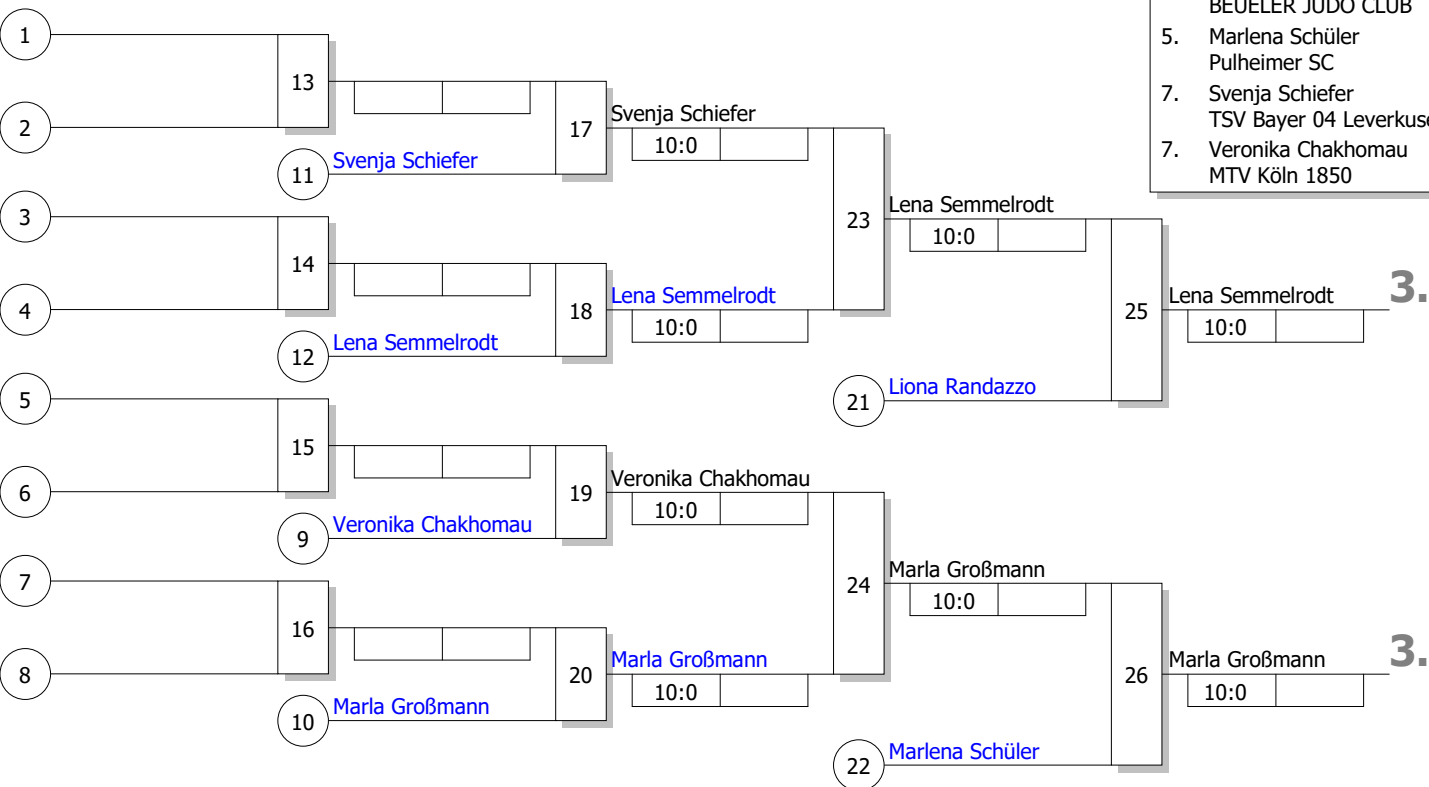 BEUELER JUDO CLUB
5. Marlena Schüler
Pulheimer SC
7. Svenja Schiefer
TSV Bayer 04 Leverkuse
7. Veronika Chakhomau
MTV Köln 1850
1
13
2
17
Svenja Schiefer
10:0
11
Svenja Schiefer
3
23
Lena Semmelrodt
10:0
14
4
18
Lena Semmelrodt
10:0
12
Lena Semmelrodt
25
Lena Semmelrodt
10:0
3.
5
21
Liona Randazzo
15
6
19
Veronika Chakhomau
10:0
9
Veronika Chakhomau
7
24
Marla Großmann
10:0
16
8
20
Marla Großmann
10:0
10
Marla Großmann
26
Marla Großmann
10:0
3.
22
Marlena Schüler